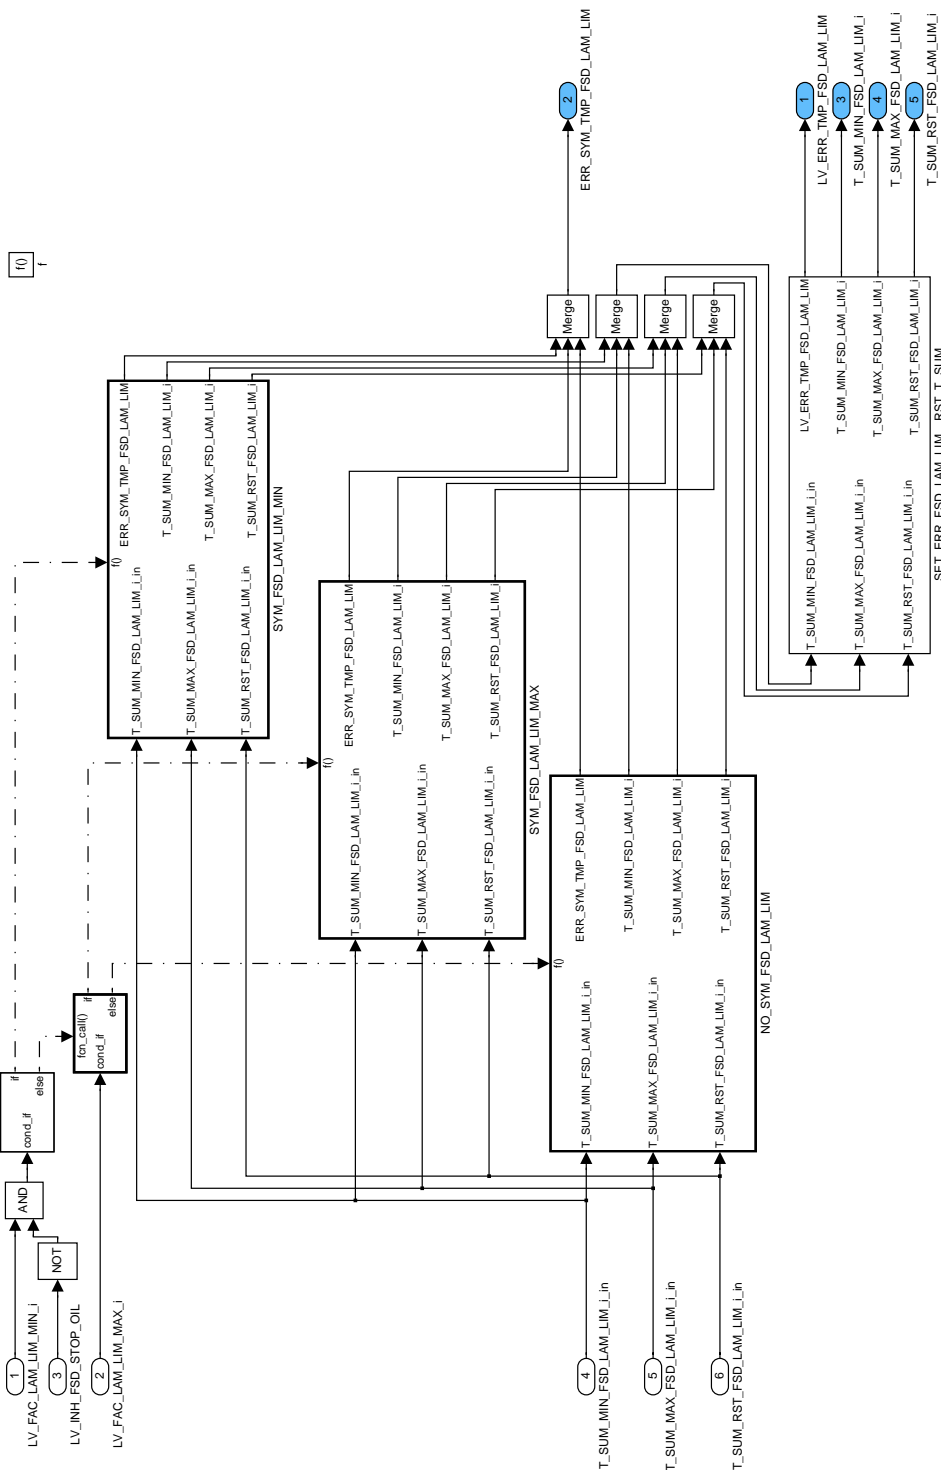 f()
f
1
LV_FAC_LAM_LIM_MIN_i
3
LV_INH_FSD_STOP_OIL
2
LV_FAC_LAM_LIM_MAX_i
NOT
AND
cond_if
if
else
fcn_call()
cond_if
if
else
f()
T_SUM_MIN_FSD_LAM_LIM_i_in
T_SUM_MAX_FSD_LAM_LIM_i_in
T_SUM_RST_FSD_LAM_LIM_i_in
ERR_SYM_TMP_FSD_LAM_LIM
T_SUM_MIN_FSD_LAM_LIM_i
T_SUM_MAX_FSD_LAM_LIM_i
T_SUM_RST_FSD_LAM_LIM_i
SYM_FSD_LAM_LIM_MIN
f()
T_SUM_MIN_FSD_LAM_LIM_i_in
T_SUM_MAX_FSD_LAM_LIM_i_in
T_SUM_RST_FSD_LAM_LIM_i_in
ERR_SYM_TMP_FSD_LAM_LIM
T_SUM_MIN_FSD_LAM_LIM_i
T_SUM_MAX_FSD_LAM_LIM_i
T_SUM_RST_FSD_LAM_LIM_i
SYM_FSD_LAM_LIM_MAX
f()
T_SUM_MIN_FSD_LAM_LIM_i_in
T_SUM_MAX_FSD_LAM_LIM_i_in
T_SUM_RST_FSD_LAM_LIM_i_in
ERR_SYM_TMP_FSD_LAM_LIM
T_SUM_MIN_FSD_LAM_LIM_i
T_SUM_MAX_FSD_LAM_LIM_i
T_SUM_RST_FSD_LAM_LIM_i
NO_SYM_FSD_LAM_LIM
4
T_SUM_MIN_FSD_LAM_LIM_i_in
5
T_SUM_MAX_FSD_LAM_LIM_i_in
6
T_SUM_RST_FSD_LAM_LIM_i_in
Merge
Merge
Merge
Merge
2
ERR_SYM_TMP_FSD_LAM_LIM
T_SUM_MIN_FSD_LAM_LIM_i_in
T_SUM_MAX_FSD_LAM_LIM_i_in
T_SUM_RST_FSD_LAM_LIM_i_in
LV_ERR_TMP_FSD_LAM_LIM
T_SUM_MIN_FSD_LAM_LIM_i
T_SUM_MAX_FSD_LAM_LIM_i
T_SUM_RST_FSD_LAM_LIM_i
SET_ERR_FSD_LAM_LIM__RST_T_SUM
1
LV_ERR_TMP_FSD_LAM_LIM
3
T_SUM_MIN_FSD_LAM_LIM_i
4
T_SUM_MAX_FSD_LAM_LIM_i
5
T_SUM_RST_FSD_LAM_LIM_i